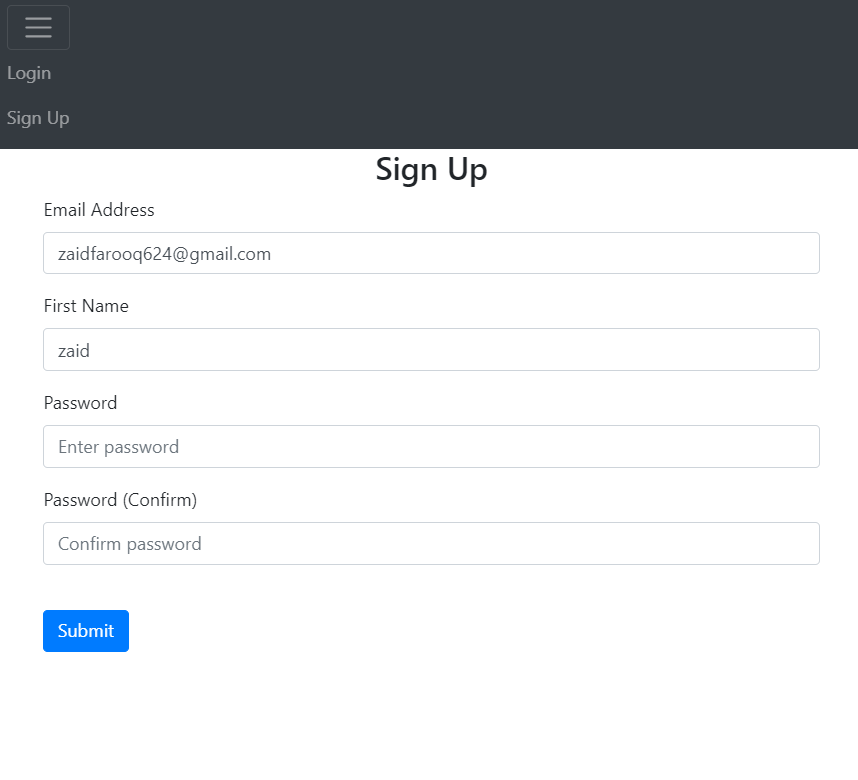 Login
Sign Up
Sign Up
Email Address
zaidfarooq624@gmail.com
First Name
zaid
Password
Enter password
Password (Confirm)
Confirm password
Submit